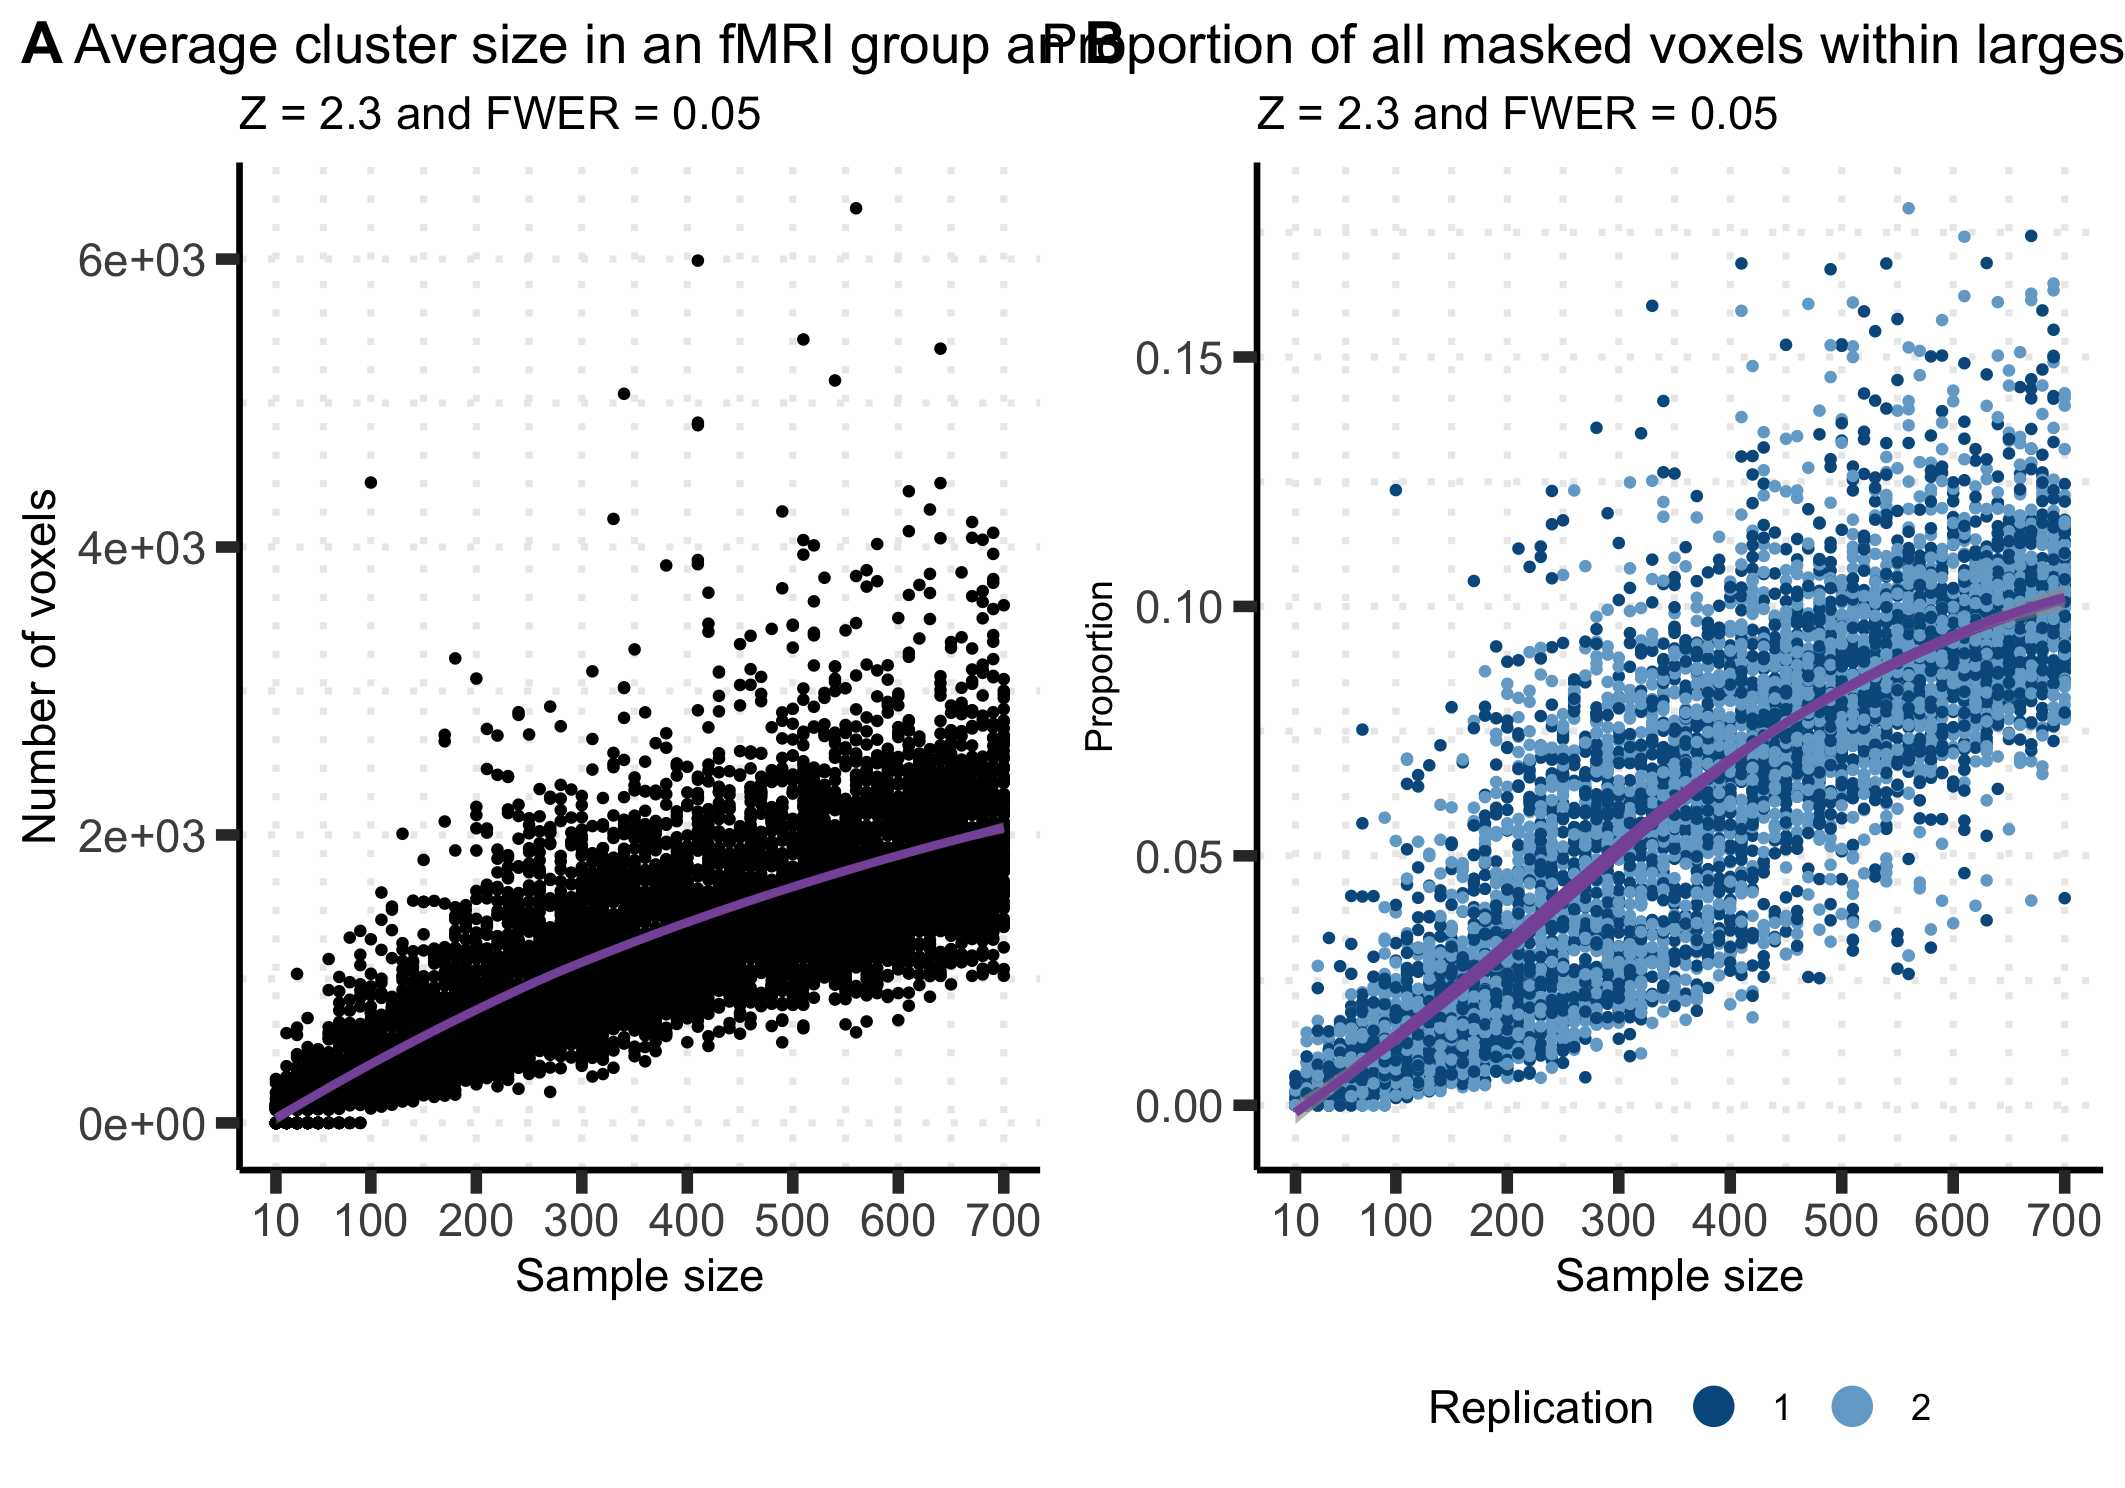 A Average cluster size in an fMRI group an
B Proportion of all masked voxels within larges
Z = 2.3 and FWER = 0.05
Z = 2.3 and FWER = 0.05
Number of voxels
6e+03
4e+03
2e+03
0e+00
10 100 200 300 400 500 600 700
Sample size
Proportion
0.15
0.10
0.05
0.00
10 100 200 300 400 500 600 700
Sample size
Replication 1 2